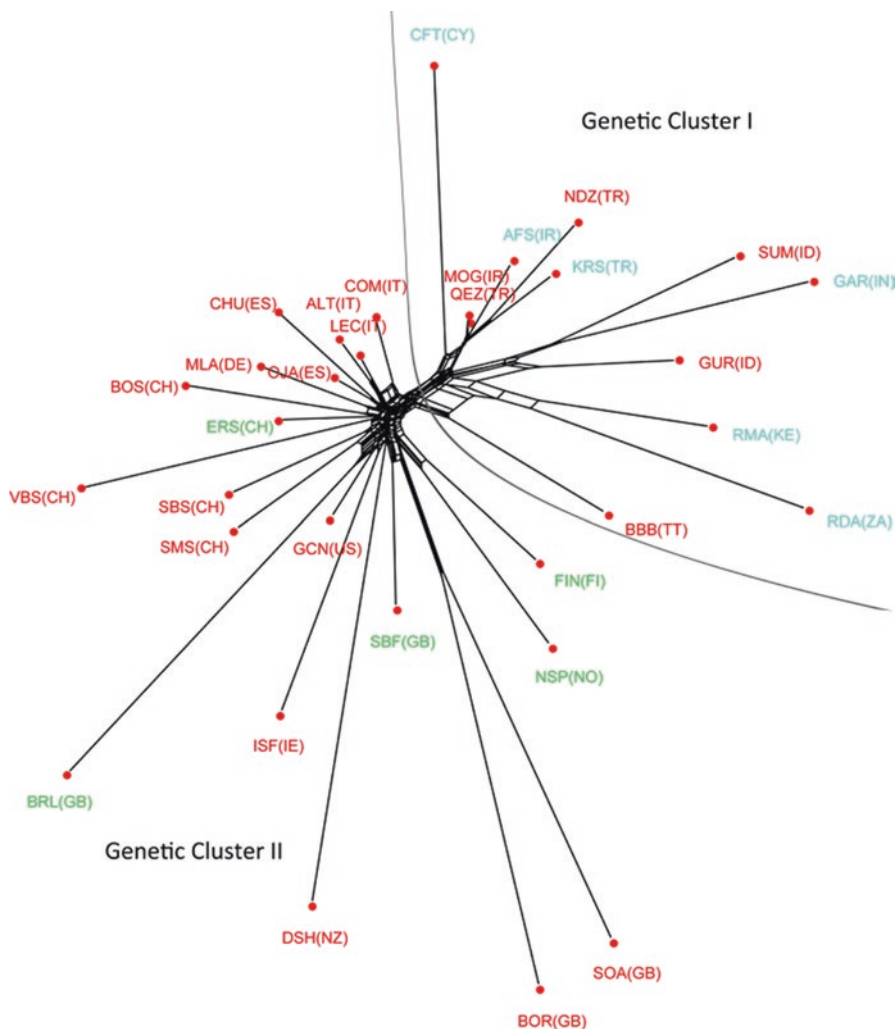 CFT(CY)
Genetic Cluster I
NDZ(TR)
AFS(IR)
SUM(ID)
KRS(TR)
MOG(IR)
GAR(IN)
COM(IT)
QEZ(TR)
CHU(ES)
ALT(IT)
LEC(IT)
GUR(ID)
MLA(DE)
OJA(ES)
BOS(CH)
ERS(CH)
RMA(KE)
VBS(CH)
SBS(CH)
RDA(ZA)
BBB(TT)
SMS(CH)
GCN(US)
FIN(FI)
SBF(GB)
NSP(NO)
ISF(IE)
BRL(GB)
Genetic Cluster II
DSH(NZ)
SOA(GB)
BOR(GB)